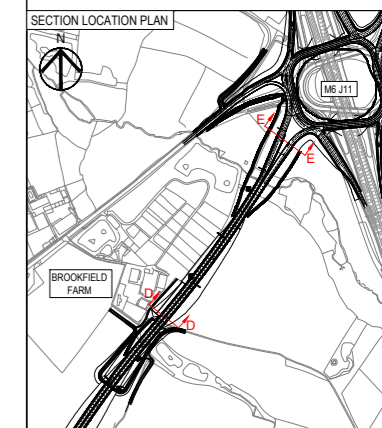 SECTION LOCATION PLAN
N
M6 J11
E
E
BROOKFIELD
FARM
D
D